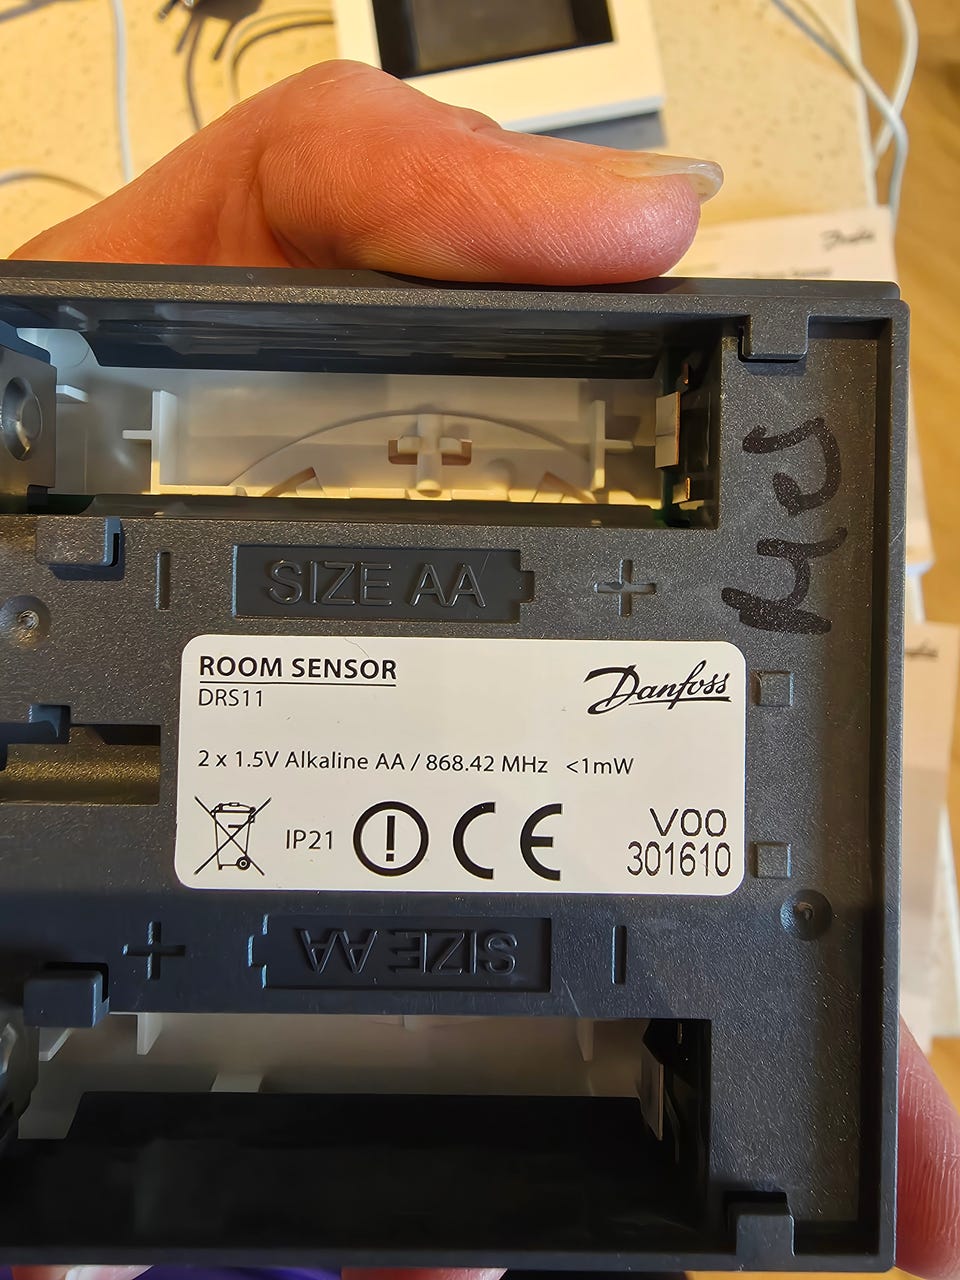 SIZE AA
+
ROOM SENSOR
DRS11
Danfoss
2 x 1.5V Alkaline AA / 868.42 MHz <1mW
IP21
CE
V00
301610
+
SIZE AA